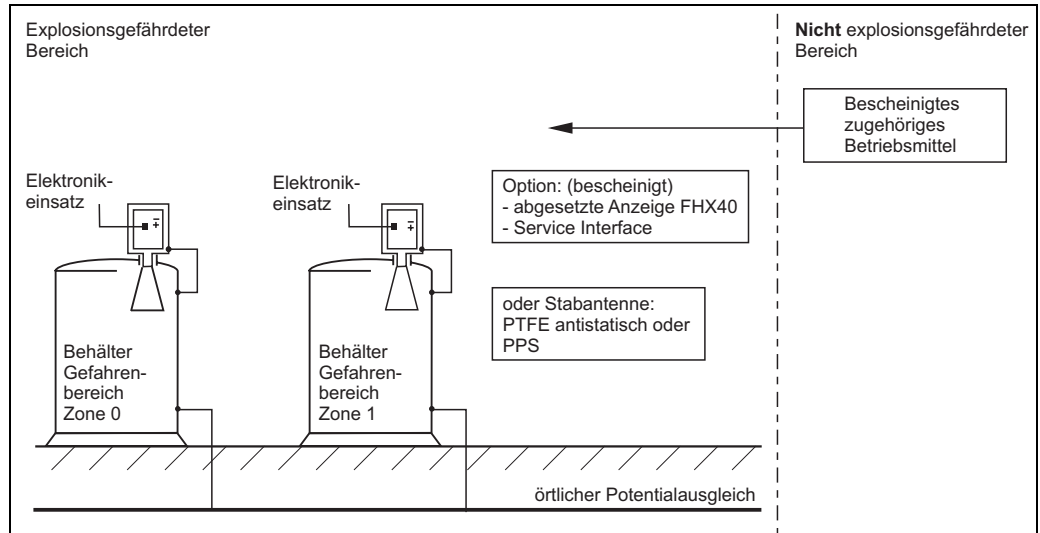 Explosionsgefährdeter
Bereich
Nicht explosionsgefährdeter
Bereich
Bescheinigtes
zugehöriges
Betriebsmittel
Elektronik-
einsatz
Elektronik-
einsatz
Option: (bescheinigt)
- abgesetzte Anzeige FHX40
- Service Interface
oder Stabantenne:
PTFE antistatisch oder
PPS
Behälter
Gefahren-
bereich
Zone 0
Behälter
Gefahren-
bereich
Zone 1
örtlicher Potentialausgleich